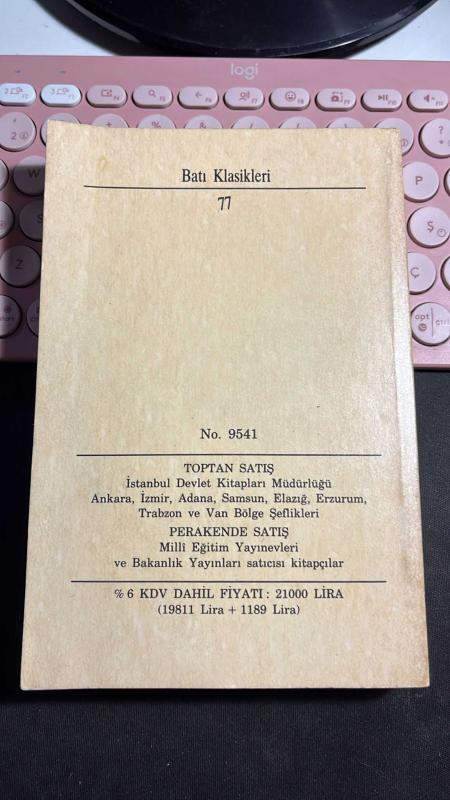 logi
Batı Klasikleri
77
No. 9541
TOPTAN SATIŞ
İstanbul Devlet Kitapları Müdürlüğü
Ankara, İzmir, Adana, Samsun, Elazığ, Erzurum,
Trabzon ve Van Bölge Şeflikleri
PERAKENDE SATIŞ
Millî Eğitim Yayınevleri
ve Bakanlık Yayınları satıcısı kitapçılar
% 6 KDV DAHİL FİYATI : 21000 LİRA
(19811 Lira + 1189 Lira)